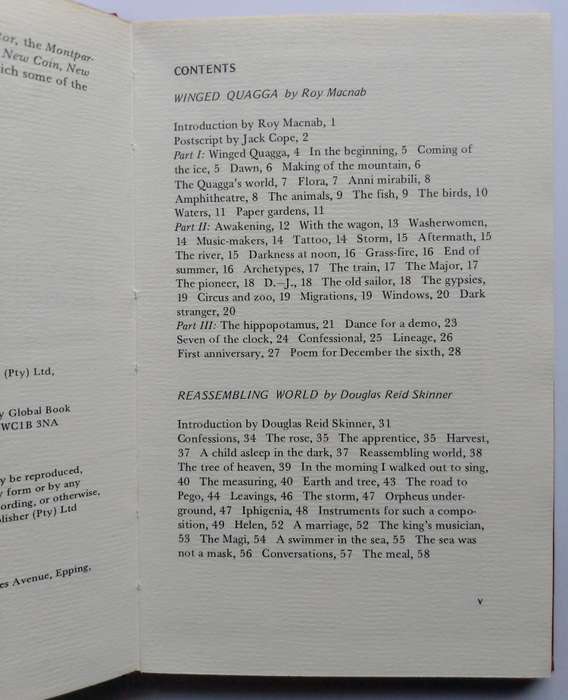 tor, the Montpar-
New Coin, New
ich some of the
(Pty) Ltd,
y Global Book
WC1B 3NA
y be reproduced,
y form or by any
ording, or otherwise,
blisher (Pty) Ltd
es Avenue, Epping,
CONTENTS
WINGED QUAGGA by Roy Macnab
Introduction by Roy Macnab, 1
Postscript by Jack Cope, 2
Part I: Winged Quagga, 4 In the beginning, 5 Coming of
the ice, 5 Dawn, 6 Making of the mountain, 6
The Quagga's world, 7 Flora, 7 Anni mirabili, 8
Amphitheatre, 8 The animals, 9 The fish, 9 The birds, 10
Waters, 11 Paper gardens, 11
Part II: Awakening, 12 With the wagon, 13 Washerwomen,
14 Music-makers, 14 Tattoo, 14 Storm, 15 Aftermath, 15
The river, 15 Darkness at noon, 16 Grass-fire, 16 End of
summer, 16 Archetypes, 17 The train, 17 The Major, 17
The pioneer, 18 D.–J., 18 The old sailor, 18 The gypsies,
19 Circus and zoo, 19 Migrations, 19 Windows, 20 Dark
stranger, 20
Part III: The hippopotamus, 21 Dance for a demo, 23
Seven of the clock, 24 Confessional, 25 Lineage, 26
First anniversary, 27 Poem for December the sixth, 28
REASSEMBLING WORLD by Douglas Reid Skinner
Introduction by Douglas Reid Skinner, 31
Confessions, 34 The rose, 35 The apprentice, 35 Harvest,
37 A child asleep in the dark, 37 Reassembling world, 38
The tree of heaven, 39 In the morning I walked out to sing,
40 The measuring, 40 Earth and tree, 43 The road to
Pego, 44 Leavings, 46 The storm, 47 Orpheus under-
ground, 47 Iphigenia, 48 Instruments for such a compo-
sition, 49 Helen, 52 A marriage, 52 The king's musician,
53 The Magi, 54 A swimmer in the sea, 55 The sea was
not a mask, 56 Conversations, 57 The meal, 58
v